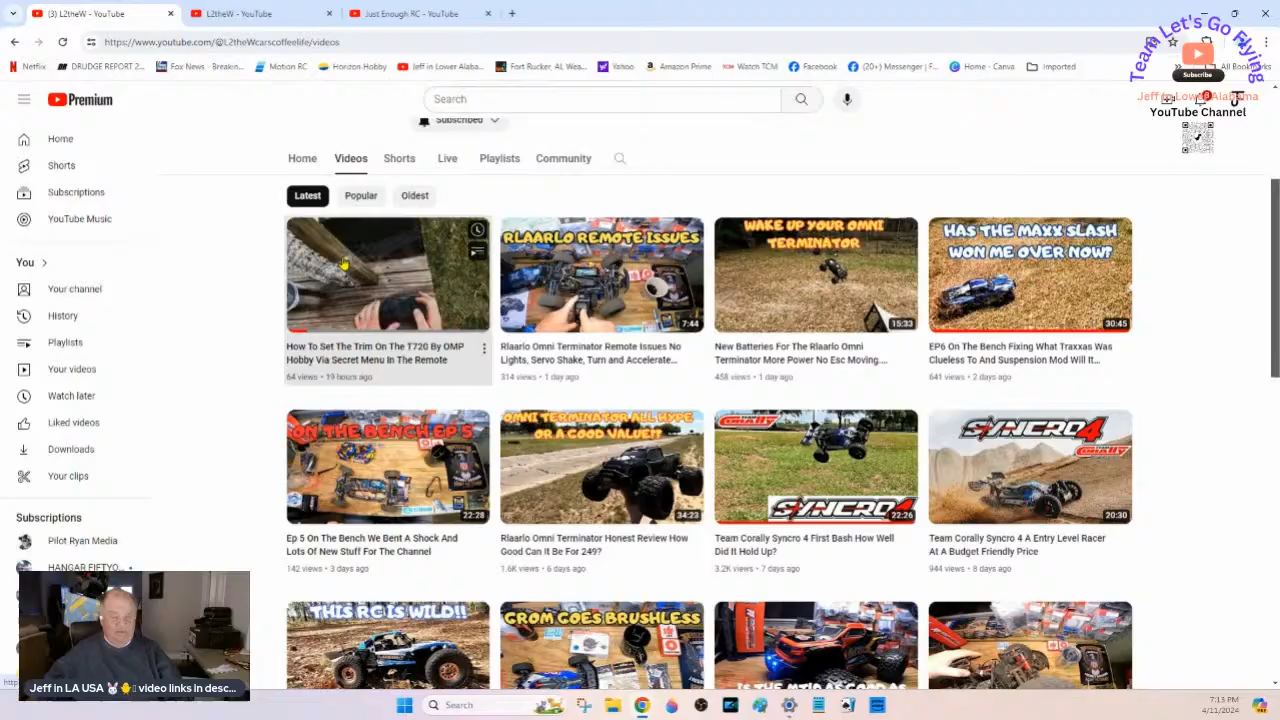 (3) L2theW - YouTube
L2theW - YouTube
Just Enough RC - YouTube
https://www.youtube.com/@L2theWcarscoffeelife/videos
Netflix
DRUDGE REPORT 2...
Fox News - Breakin...
Motion RC
Horizon Hobby
Jeff in Lower Alaba...
Fort Rucker, AL Wea...
Yahoo
Amazon Prime
Watch TCM
Facebook
(20+) Messenger | F...
Home - Canva
Imported
All Bookmarks
Team Let's Go Flying
Subscribe
Jeff in Lower Alabama
YouTube Channel
Premium
Search
Subscribed
Home
Videos
Shorts
Live
Playlists
Community
Latest
Popular
Oldest
Home
Shorts
Subscriptions
YouTube Music
You
Your channel
History
Playlists
Your videos
Watch later
Liked videos
Downloads
Your clips
Subscriptions
Pilot Ryan Media
HANGAR FIFTYO...
How To Set The Trim On The T720 By OMP
Hobby Via Secret Menu In The Remote
64 views • 19 hours ago
RLAARLO REMOTE ISSUES
7:44
Rlaarlo Omni Terminator Remote Issues No
Lights, Servo Shake, Turn and Accelerate...
314 views • 1 day ago
WAKE UP YOUR OMNI
TERMINATOR
15:33
New Batteries For The Rlaarlo Omni
Terminator More Power No Esc Moving....
458 views • 1 day ago
HAS THE MAXX SLASH
WON ME OVER NOW?
30:45
EP6 On The Bench Fixing What Traxxas Was
Clueless To And Suspension Mod Will It...
641 views • 2 days ago
ON THE BENCH EP 5
22:28
Ep 5 On The Bench We Bent A Shock And
Lots Of New Stuff For The Channel
142 views • 3 days ago
OMNI TERMINATOR ALL HYPE
OR A GOOD VALUE!?
34:23
Rlaarlo Omni Terminator Honest Review How
Good Can It Be For 249?
1.6K views • 6 days ago
TEAM CORALLY
SYNCRO4
22:26
Team Corally Syncro 4 First Bash How Well
Did It Hold Up?
3.2K views • 7 days ago
SYNCRO4
TEAM CORALLY
20:30
Team Corally Syncro 4 A Entry Level Racer
At A Budget Friendly Price
944 views • 8 days ago
THIS RC IS WILD!!
CROM GOES BRUSHLESS
Jeff in LA USA 🐰🐥 video links in desc...
Search
7:13 PM
4/11/2024